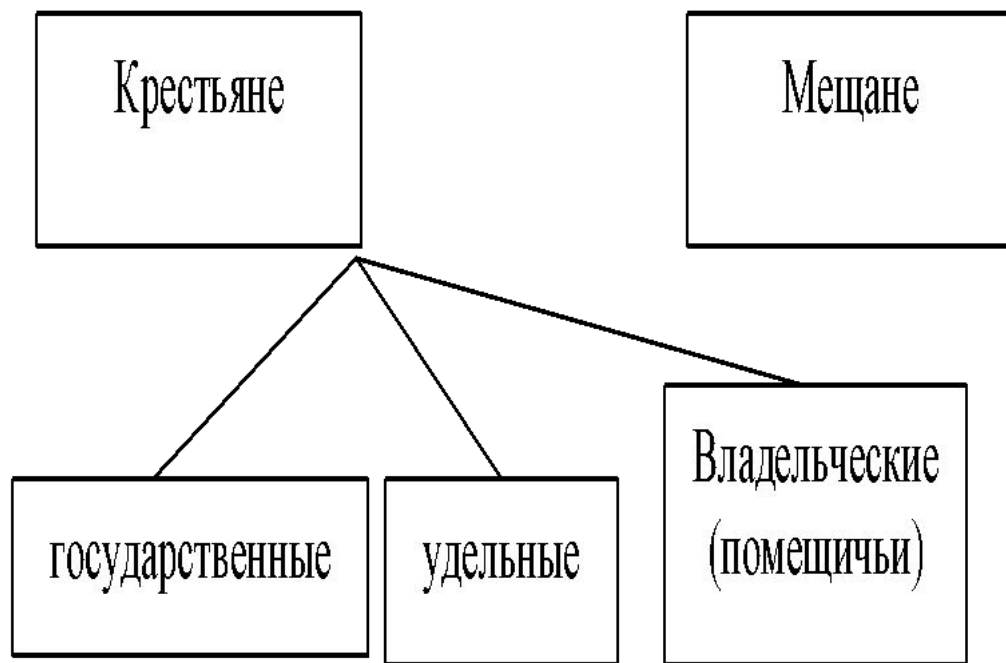 Крестьяне
Мещане
государственные
удельные
Владельческие
(помещичьи)